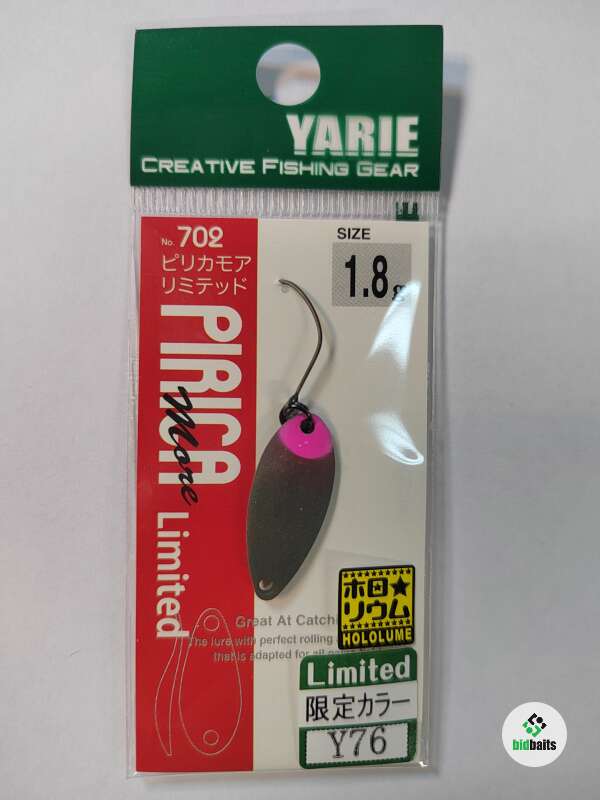 YARIE
CREATIVE FISHING GEAR
No. 702
ピリカモア
リミテッド
SIZE
1.8g
PIRICA
More
Limited
ホロ★
リウム
HOLOLUME
Great At Catch
The lure with perfect rolling
that is adapted for all
Limited
限定カラー
Y76
bidbaits